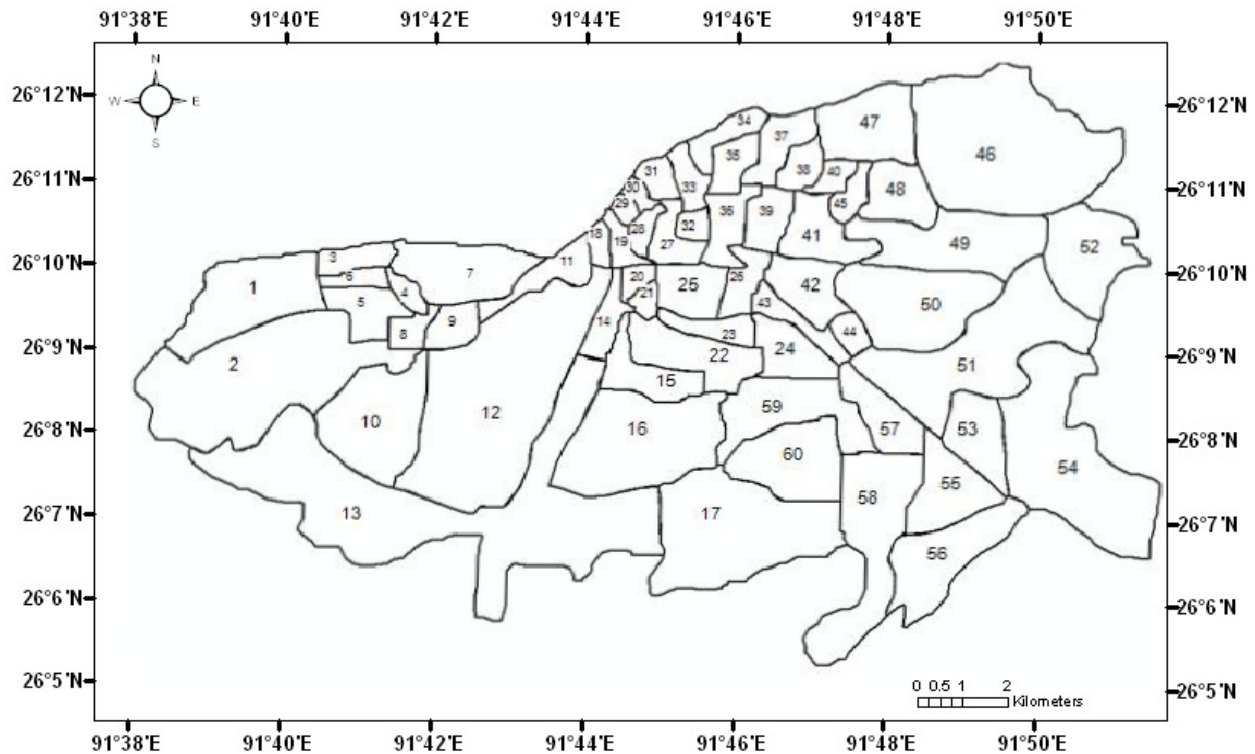 91°38'E 91°40'E 91°42'E 91°44'E 91°46'E 91°48'E 91°50'E
N
W E
S
26°12'N 26°12'N
34 37 47
35 46
31 38 40
26°11'N 30 33 48 26°11'N
29 45
36 39
28 32 41
18 19 27 49 52
26°10'N 3 11 26°10'N
6 7 20 25 26 42
1 4 21 43 50
5 9 14
8 23 44
26°9'N 22 24 26°9'N
2 15 51
10 12 59
26°8'N 16 57 53 26°8'N
60 54
13 17 58 55
26°7'N 26°7'N
56
26°6'N 26°6'N
26°5'N 0 0.5 1 2 26°5'N
Kilometers
91°38'E 91°40'E 91°42'E 91°44'E 91°46'E 91°48'E 91°50'E